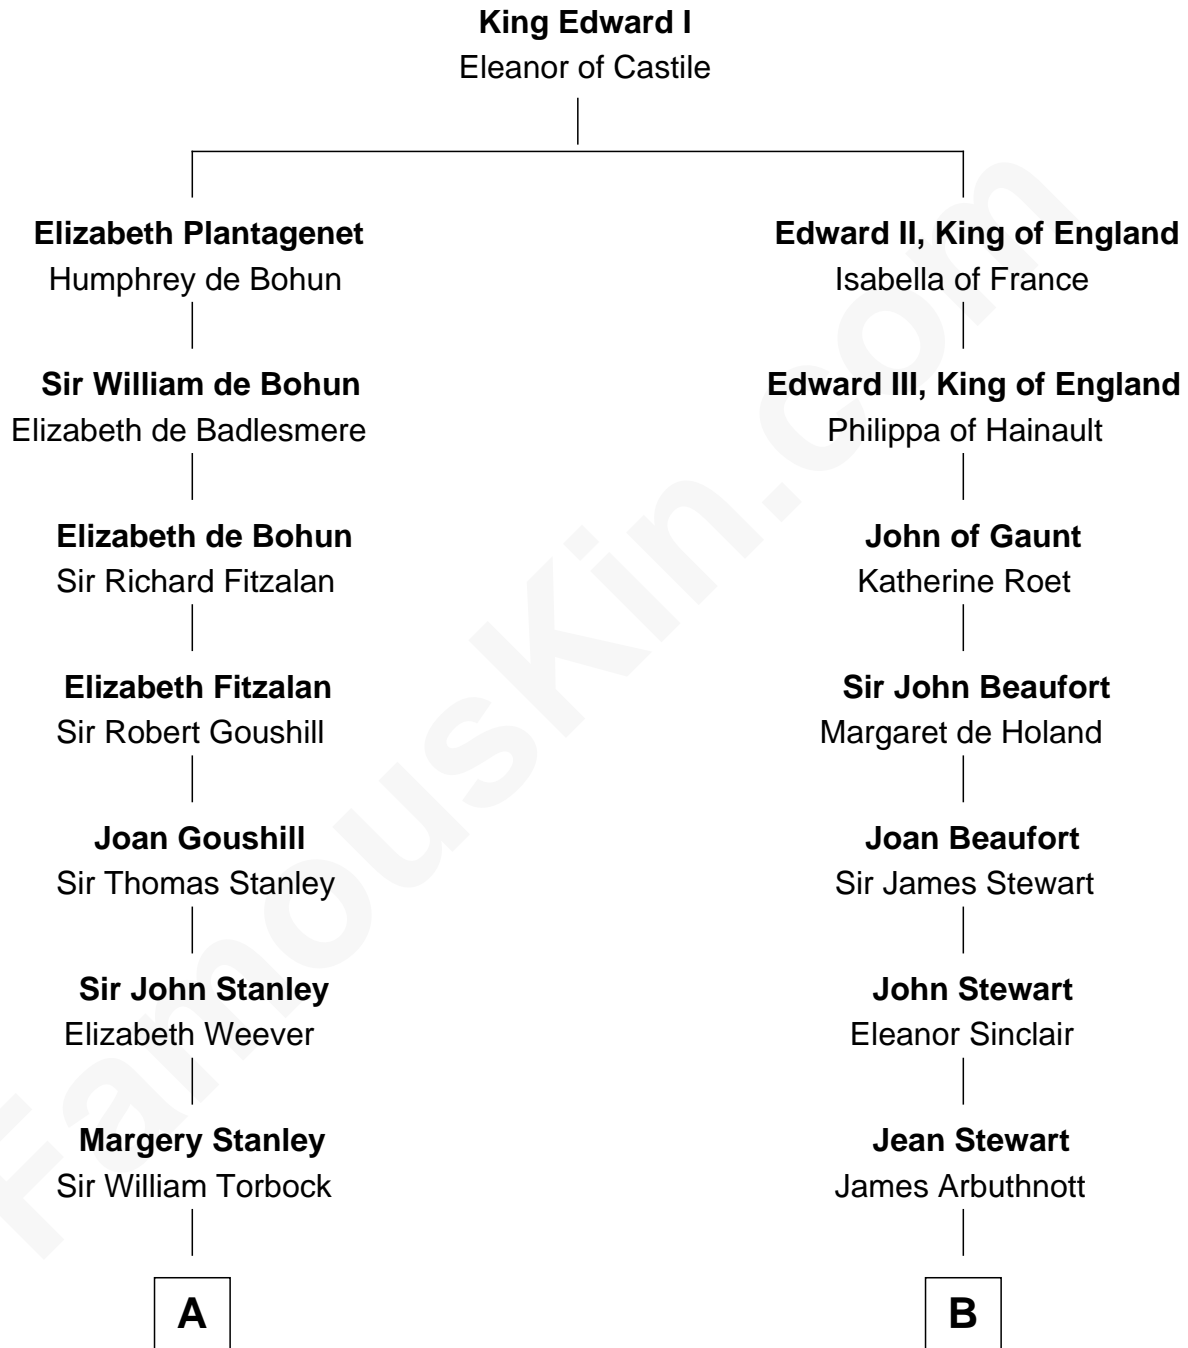 King Edward I
Eleanor of Castile
Elizabeth Plantagenet
Humphrey de Bohun
Edward II, King of England
Isabella of France
Sir William de Bohun
Elizabeth de Badlesmere
Edward III, King of England
Philippa of Hainault
Elizabeth de Bohun
Sir Richard Fitzalan
John of Gaunt
Katherine Roet
Elizabeth Fitzalan
Sir Robert Goushill
Sir John Beaufort
Margaret de Holand
Joan Goushill
Sir Thomas Stanley
Joan Beaufort
Sir James Stewart
Sir John Stanley
Elizabeth Weever
John Stewart
Eleanor Sinclair
Margery Stanley
Sir William Torbock
Jean Stewart
James Arbuthnott
A
B
FamousKin.com